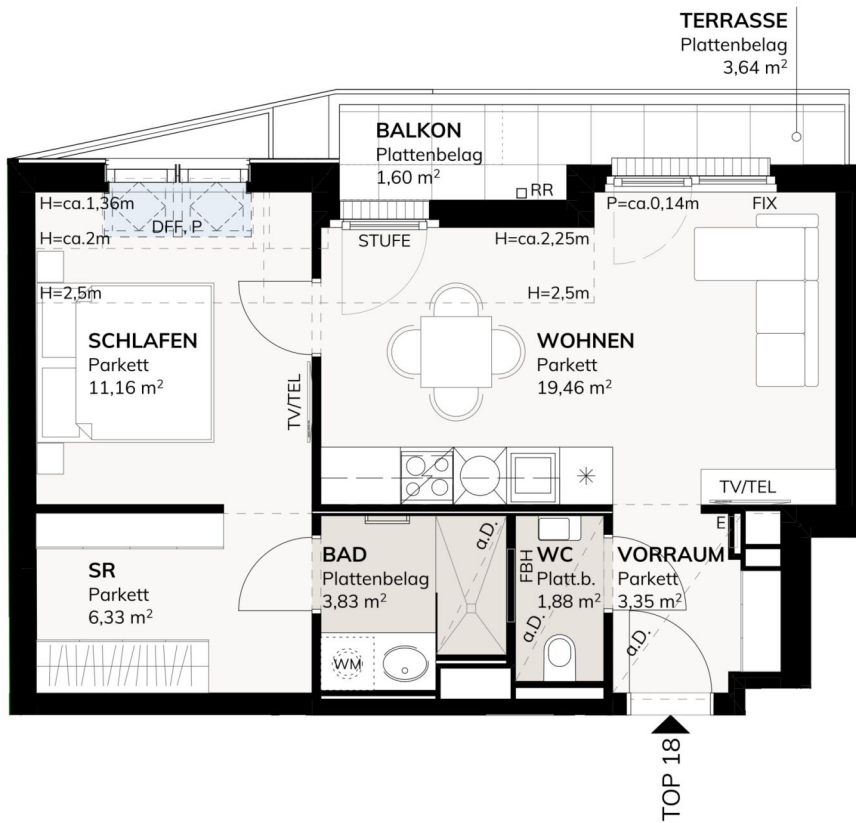 TERRASSE
Plattenbelag
3,64 m²
BALKON
Plattenbelag
1,60 m²
RR
H=ca.1,36m
DFF, P
H=ca.2m
H=2,5m
STUFE
H=ca.2,25m
H=2,5m
P=ca.0,14m
FIX
SCHLAFEN
Parkett
11,16 m²
TV/TEL
WOHNEN
Parkett
19,46 m²
TV/TEL
E
SR
Parkett
6,33 m²
BAD
Plattenbelag
3,83 m²
a.D.
WM
FBH
WC
Platt.b.
1,88 m²
a.D.
VORRAUM
Parkett
3,35 m²
a.D.
TOP 18